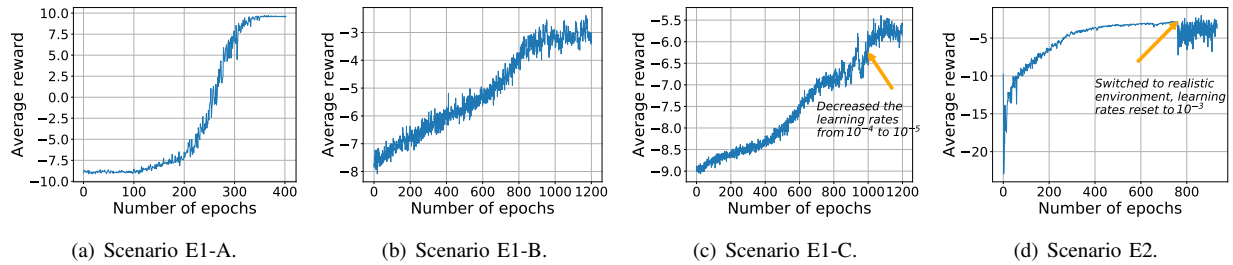 Average reward
10.0
7.5
5.0
2.5
0.0
−2.5
−5.0
−7.5
−10.0
0 100 200 300 400
Number of epochs
(a) Scenario E1-A.
Average reward
−3
−4
−5
−6
−7
−8
0 200 400 600 800 1000 1200
Number of epochs
(b) Scenario E1-B.
Average reward
−5.5
−6.0
−6.5
−7.0
−7.5
−8.0
−8.5
−9.0
Decreased the
learning rates
from 10⁻⁴ to 10⁻⁵
0 200 400 600 800 1000 1200
Number of epochs
(c) Scenario E1-C.
Average reward
−5
−10
−15
−20
Switched to realistic
environment, learning
rates reset to 10⁻³
0 200 400 600 800
Number of epochs
(d) Scenario E2.